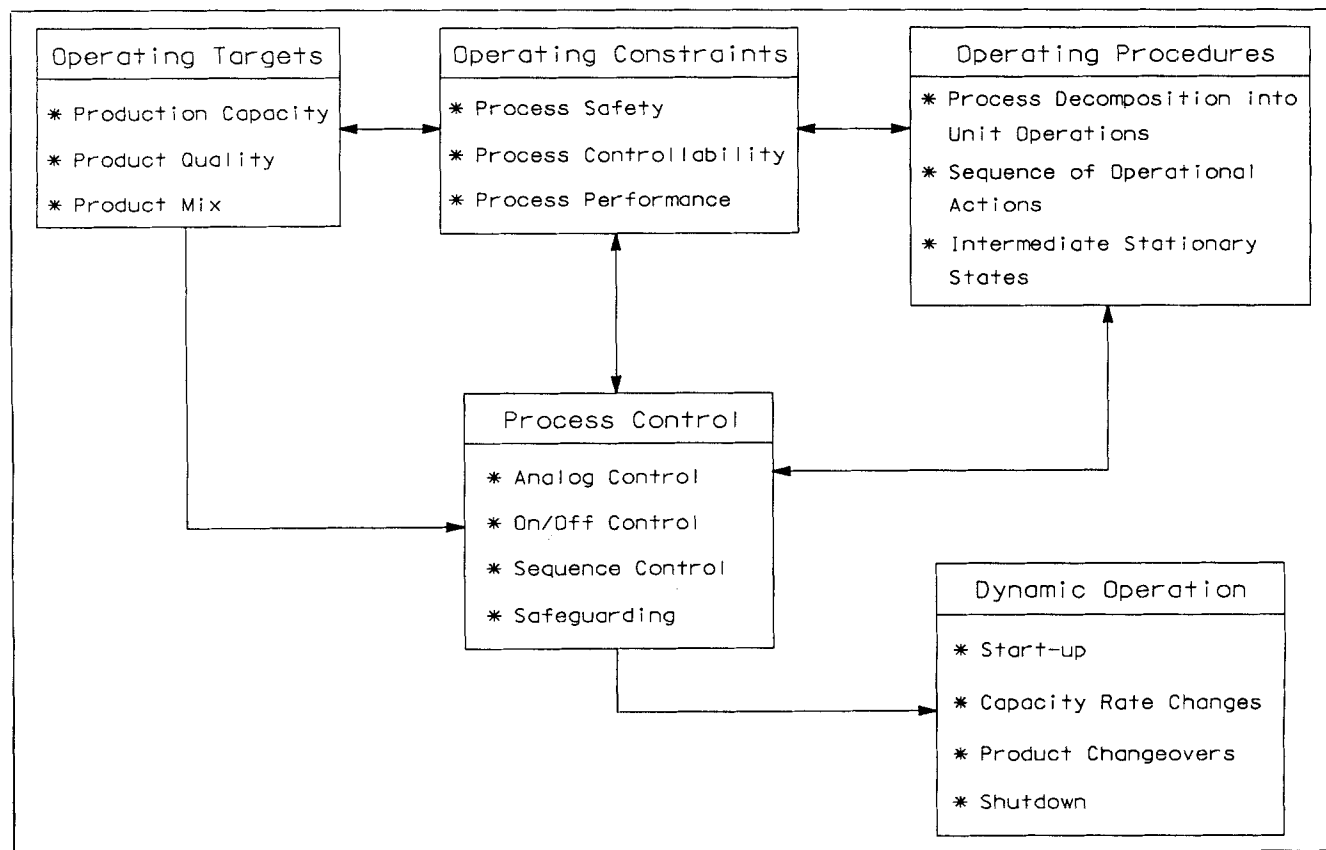 Operating Targets
* Production Capacity
* Product Quality
* Product Mix
Operating Constraints
* Process Safety
* Process Controllability
* Process Performance
Operating Procedures
* Process Decomposition into
Unit Operations
* Sequence of Operational
Actions
* Intermediate Stationary
States
Process Control
* Analog Control
* On/Off Control
* Sequence Control
* Safeguarding
Dynamic Operation
* Start-up
* Capacity Rate Changes
* Product Changeovers
* Shutdown